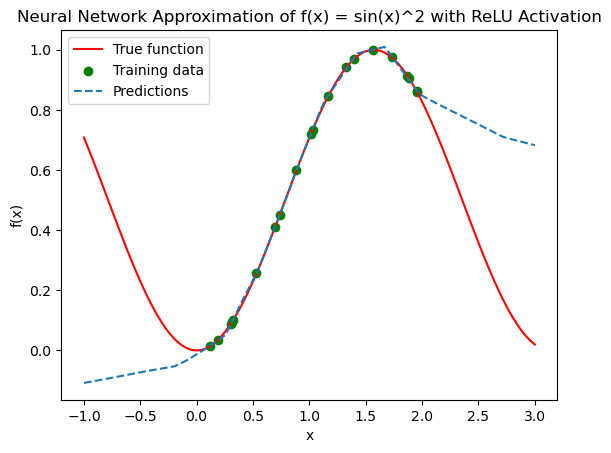 Neural Network Approximation of f(x) = sin(x)^2 with ReLU Activation
True function
Training data
Predictions
f(x)
1.0
0.8
0.6
0.4
0.2
0.0
−1.0 −0.5 0.0 0.5 1.0 1.5 2.0 2.5 3.0
x